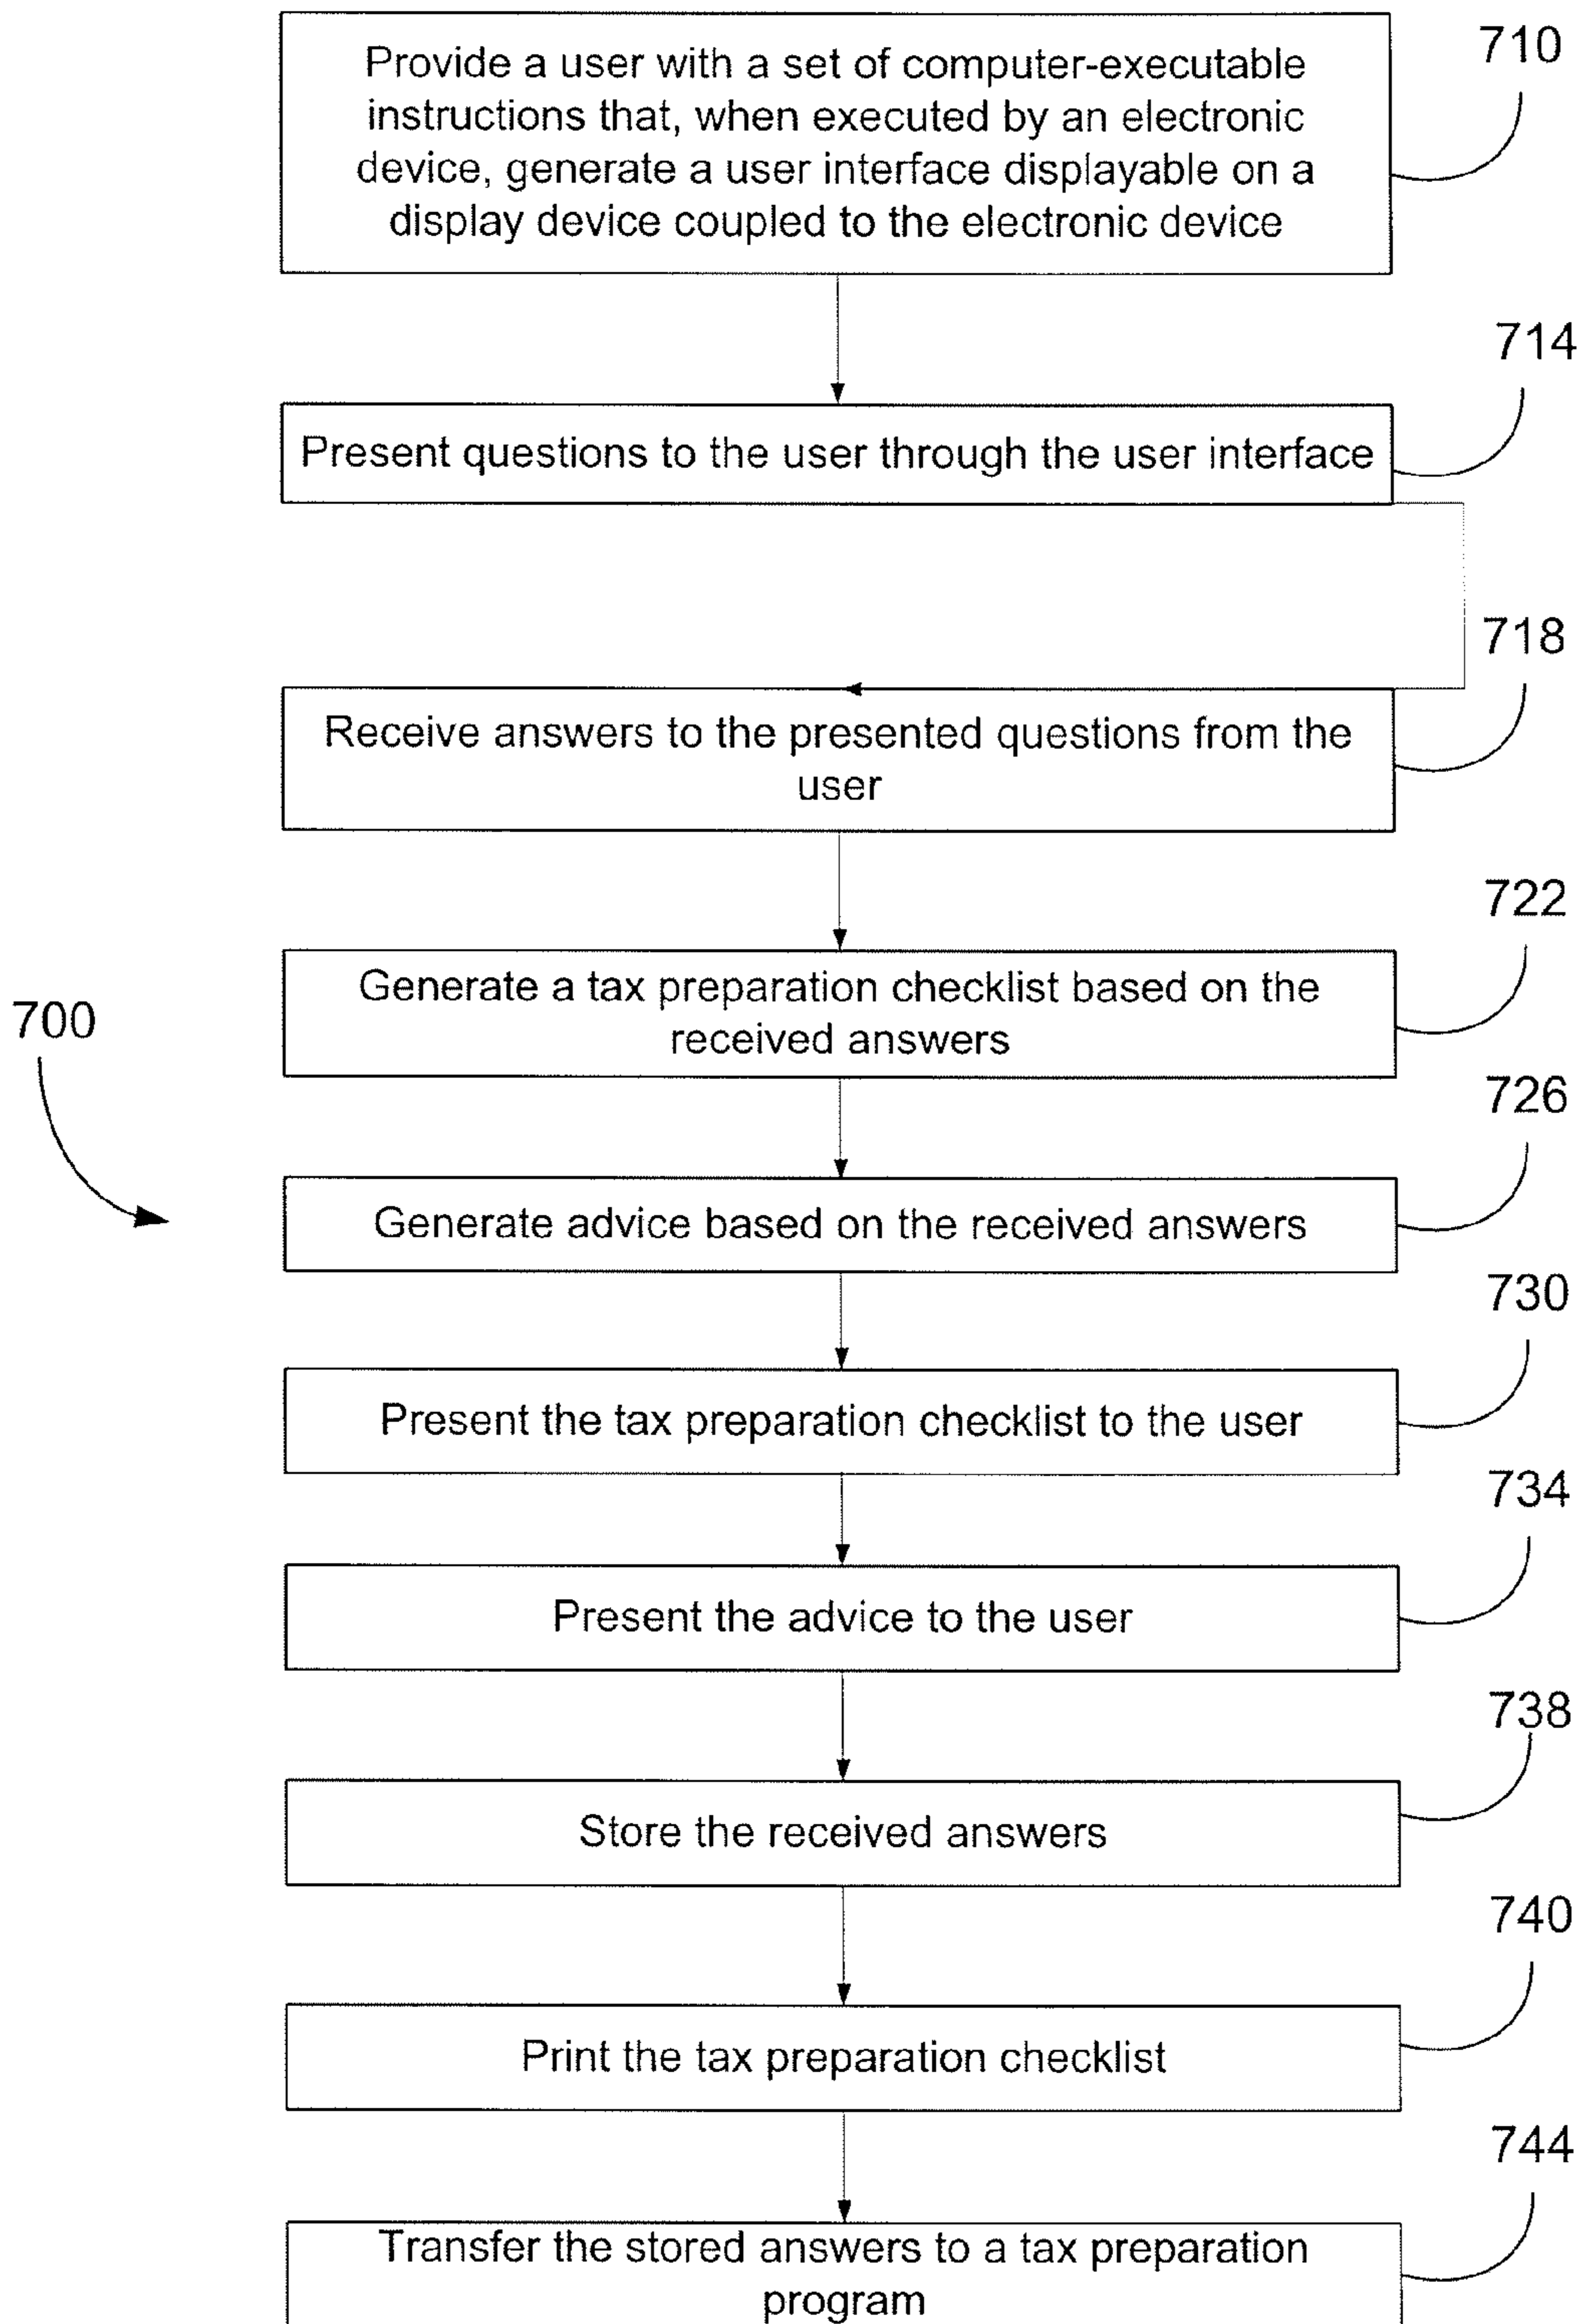 Provide a user with a set of computer-executable
instructions that, when executed by an electronic
device, generate a user interface displayable on a
display device coupled to the electronic device
710
714
Present questions to the user through the user interface
718
Receive answers to the presented questions from the
user
722
Generate a tax preparation checklist based on the
received answers
700
726
Generate advice based on the received answers
730
Present the tax preparation checklist to the user
734
Present the advice to the user
738
Store the received answers
740
Print the tax preparation checklist
744
Transfer the stored answers to a tax preparation
program